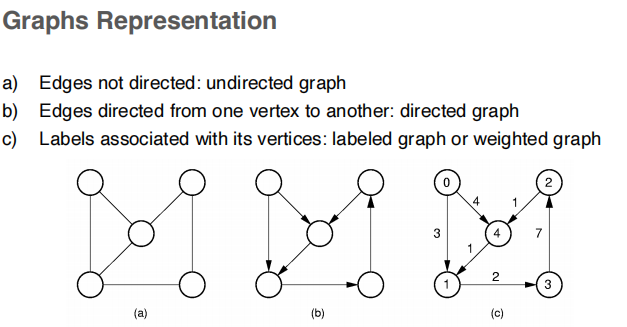 Graphs Representation
a) Edges not directed: undirected graph
b) Edges directed from one vertex to another: directed graph
c) Labels associated with its vertices: labeled graph or weighted graph
0 2
4 1
3 4 7
1
2
1 3
(a) (b) (c)